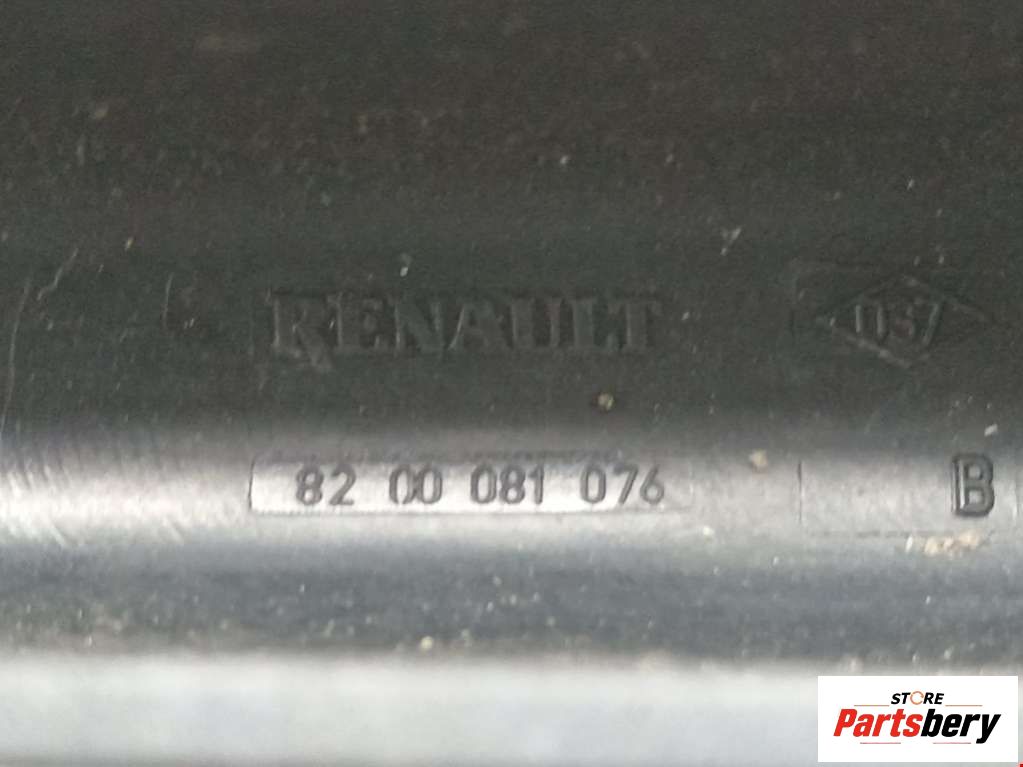 RENAULT
82 00 081 076
B
STORE
Partsbery